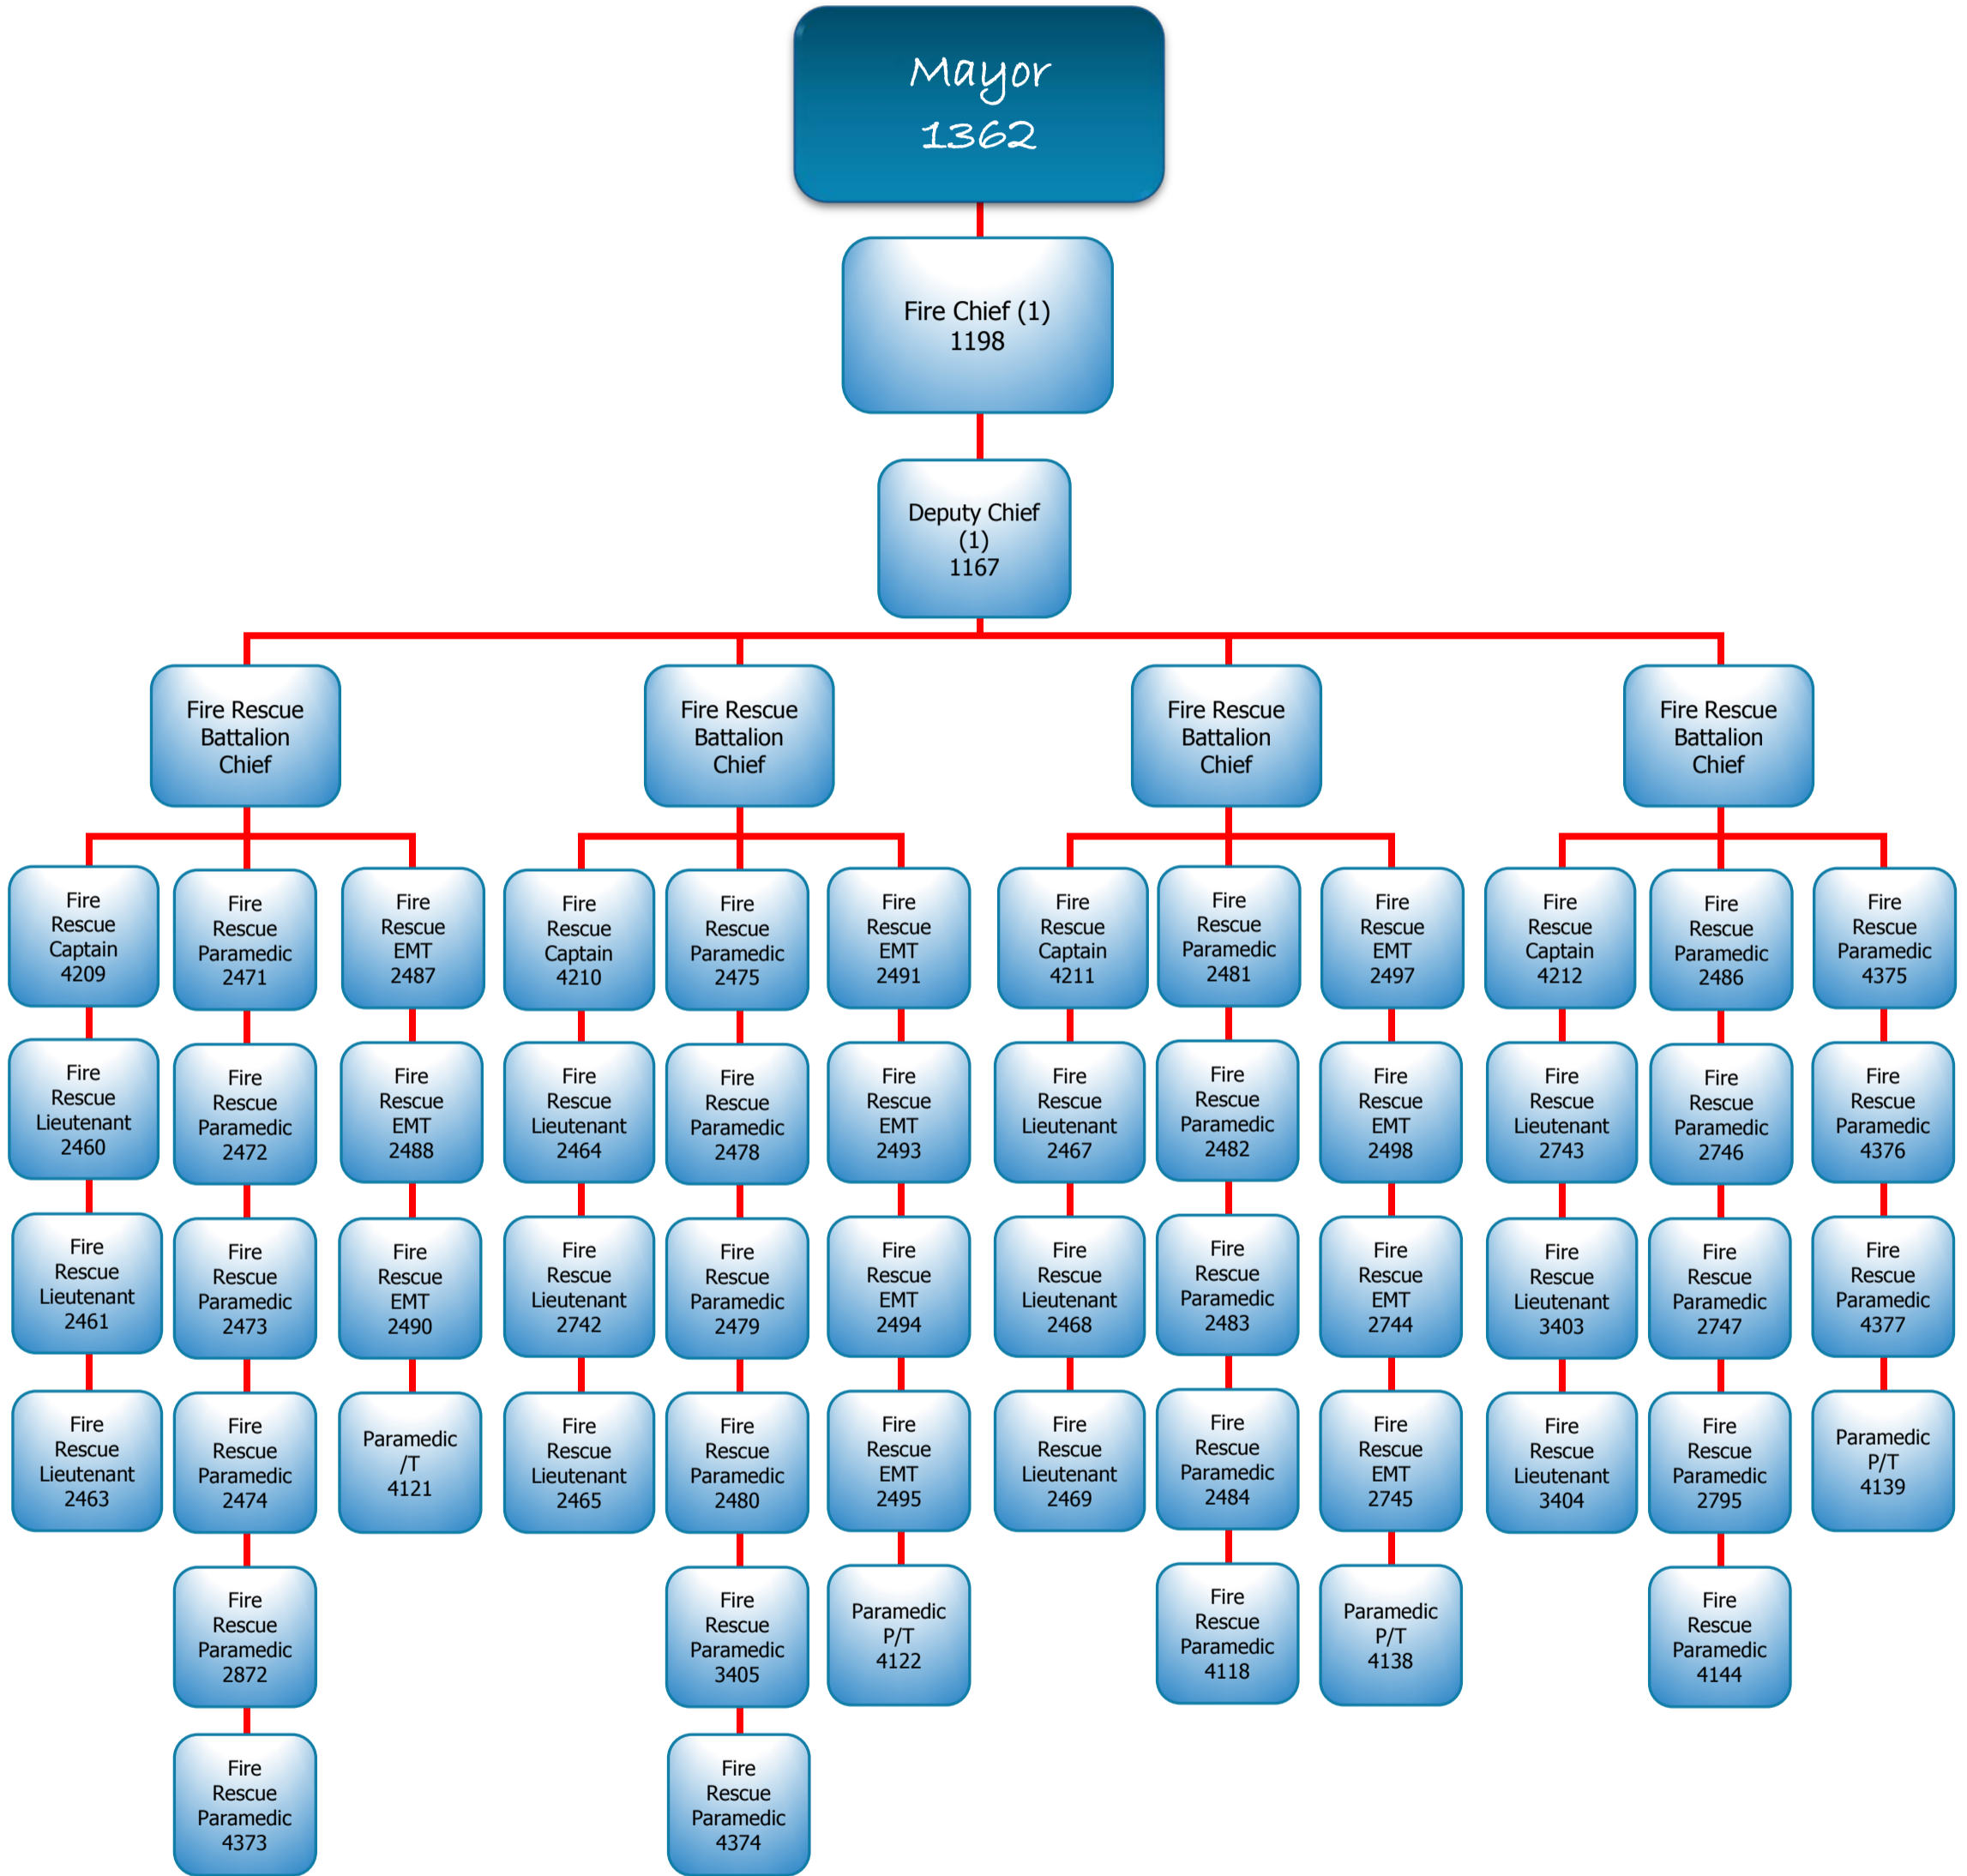 Mayor
1362
Fire Chief (1)
1198
Deputy Chief
(1)
1167
Fire Rescue
Battalion
Chief
Fire Rescue
Battalion
Chief
Fire Rescue
Battalion
Chief
Fire Rescue
Battalion
Chief
Fire
Rescue
Captain
4209
Fire
Rescue
Paramedic
2471
Fire
Rescue
EMT
2487
Fire
Rescue
Captain
4210
Fire
Rescue
Paramedic
2475
Fire
Rescue
EMT
2491
Fire
Rescue
Captain
4211
Fire
Rescue
Paramedic
2481
Fire
Rescue
EMT
2497
Fire
Rescue
Captain
4212
Fire
Rescue
Paramedic
2486
Fire
Rescue
Paramedic
4375
Fire
Rescue
Lieutenant
2460
Fire
Rescue
Paramedic
2472
Fire
Rescue
EMT
2488
Fire
Rescue
Lieutenant
2464
Fire
Rescue
Paramedic
2478
Fire
Rescue
EMT
2493
Fire
Rescue
Lieutenant
2467
Fire
Rescue
Paramedic
2482
Fire
Rescue
EMT
2498
Fire
Rescue
Lieutenant
2743
Fire
Rescue
Paramedic
2746
Fire
Rescue
Paramedic
4376
Fire
Rescue
Lieutenant
2461
Fire
Rescue
Paramedic
2473
Fire
Rescue
EMT
2490
Fire
Rescue
Lieutenant
2742
Fire
Rescue
Paramedic
2479
Fire
Rescue
EMT
2494
Fire
Rescue
Lieutenant
2468
Fire
Rescue
Paramedic
2483
Fire
Rescue
EMT
2744
Fire
Rescue
Lieutenant
3403
Fire
Rescue
Paramedic
2747
Fire
Rescue
Paramedic
4377
Fire
Rescue
Lieutenant
2463
Fire
Rescue
Paramedic
2474
Paramedic
/T
4121
Fire
Rescue
Lieutenant
2465
Fire
Rescue
Paramedic
2480
Fire
Rescue
EMT
2495
Fire
Rescue
Lieutenant
2469
Fire
Rescue
Paramedic
2484
Fire
Rescue
EMT
2745
Fire
Rescue
Lieutenant
3404
Fire
Rescue
Paramedic
2795
Paramedic
P/T
4139
Fire
Rescue
Paramedic
2872
Fire
Rescue
Paramedic
3405
Paramedic
P/T
4122
Fire
Rescue
Paramedic
4118
Paramedic
P/T
4138
Fire
Rescue
Paramedic
4144
Fire
Rescue
Paramedic
4373
Fire
Rescue
Paramedic
4374